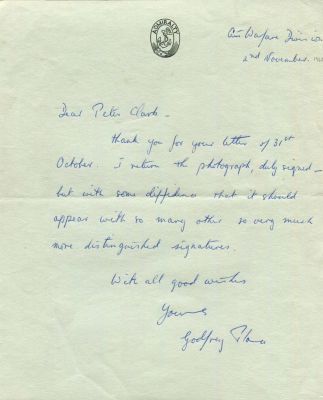 ADMIRALTY
Air Warfare Division
2nd November.
Dear Peter Clark -
Thank you for your letter of 31st
October. I return the photograph, duly signed -
but with some diffidence that it should
appear with so many other so very much
more distinguished signatures.
With all good wishes
Yours
Godfrey